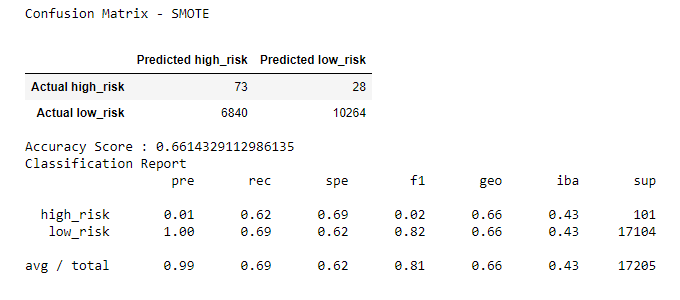 Confusion Matrix - SMOTE
Predicted high_risk Predicted low_risk
Actual high_risk 73 28
Actual low_risk 6840 10264
Accuracy Score : 0.6614329112986135
Classification Report
pre rec spe f1 geo iba sup
high_risk 0.01 0.62 0.69 0.02 0.66 0.43 101
low_risk 1.00 0.69 0.62 0.82 0.66 0.43 17104
avg / total 0.99 0.69 0.62 0.81 0.66 0.43 17205